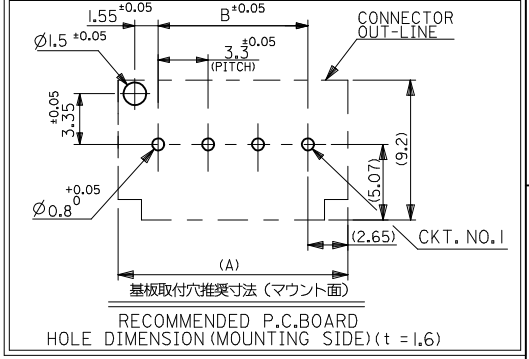 1.55±0.05
B±0.05
CONNECTOR
OUT-LINE
Ø1.5 ±0.05
3.3±0.05
(PITCH)
3.35±0.05
(5.07)
(9.2)
Ø0.8 +0.05
0
(2.65)
CKT. NO.1
(A)
基板取付穴推奨寸法（マウント面）
RECOMMENDED P.C.BOARD
HOLE DIMENSION(MOUNTING SIDE)(t=1.6)